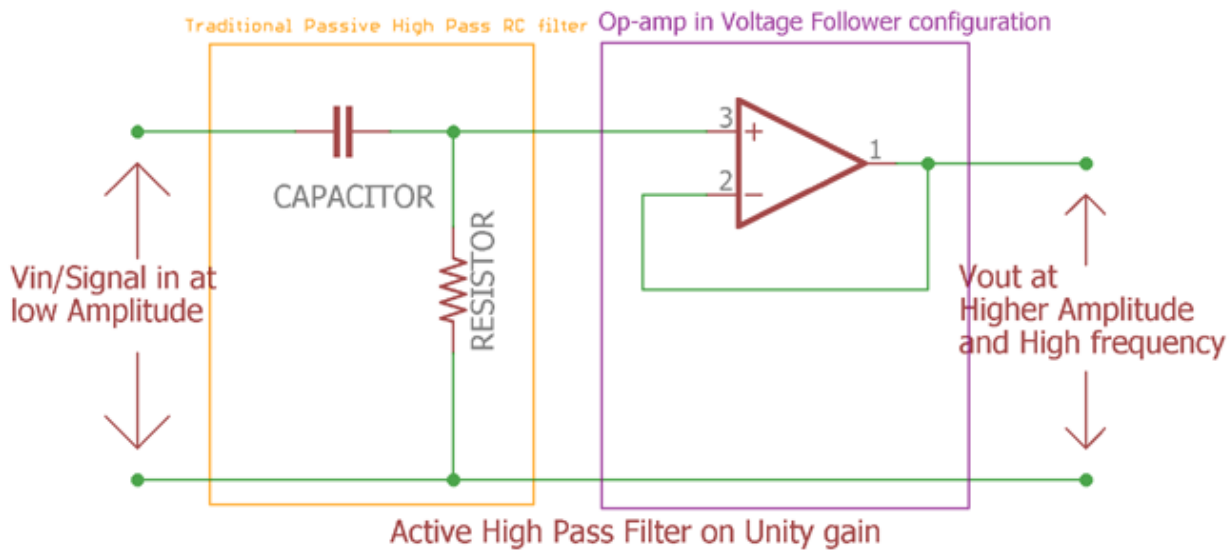 Traditional Passive High Pass RC filter
Op-amp in Voltage Follower configuration
3
+
1
2
−
CAPACITOR
RESISTOR
Vin/Signal in at
low Amplitude
Vout at
Higher Amplitude
and High frequency
Active High Pass Filter on Unity gain